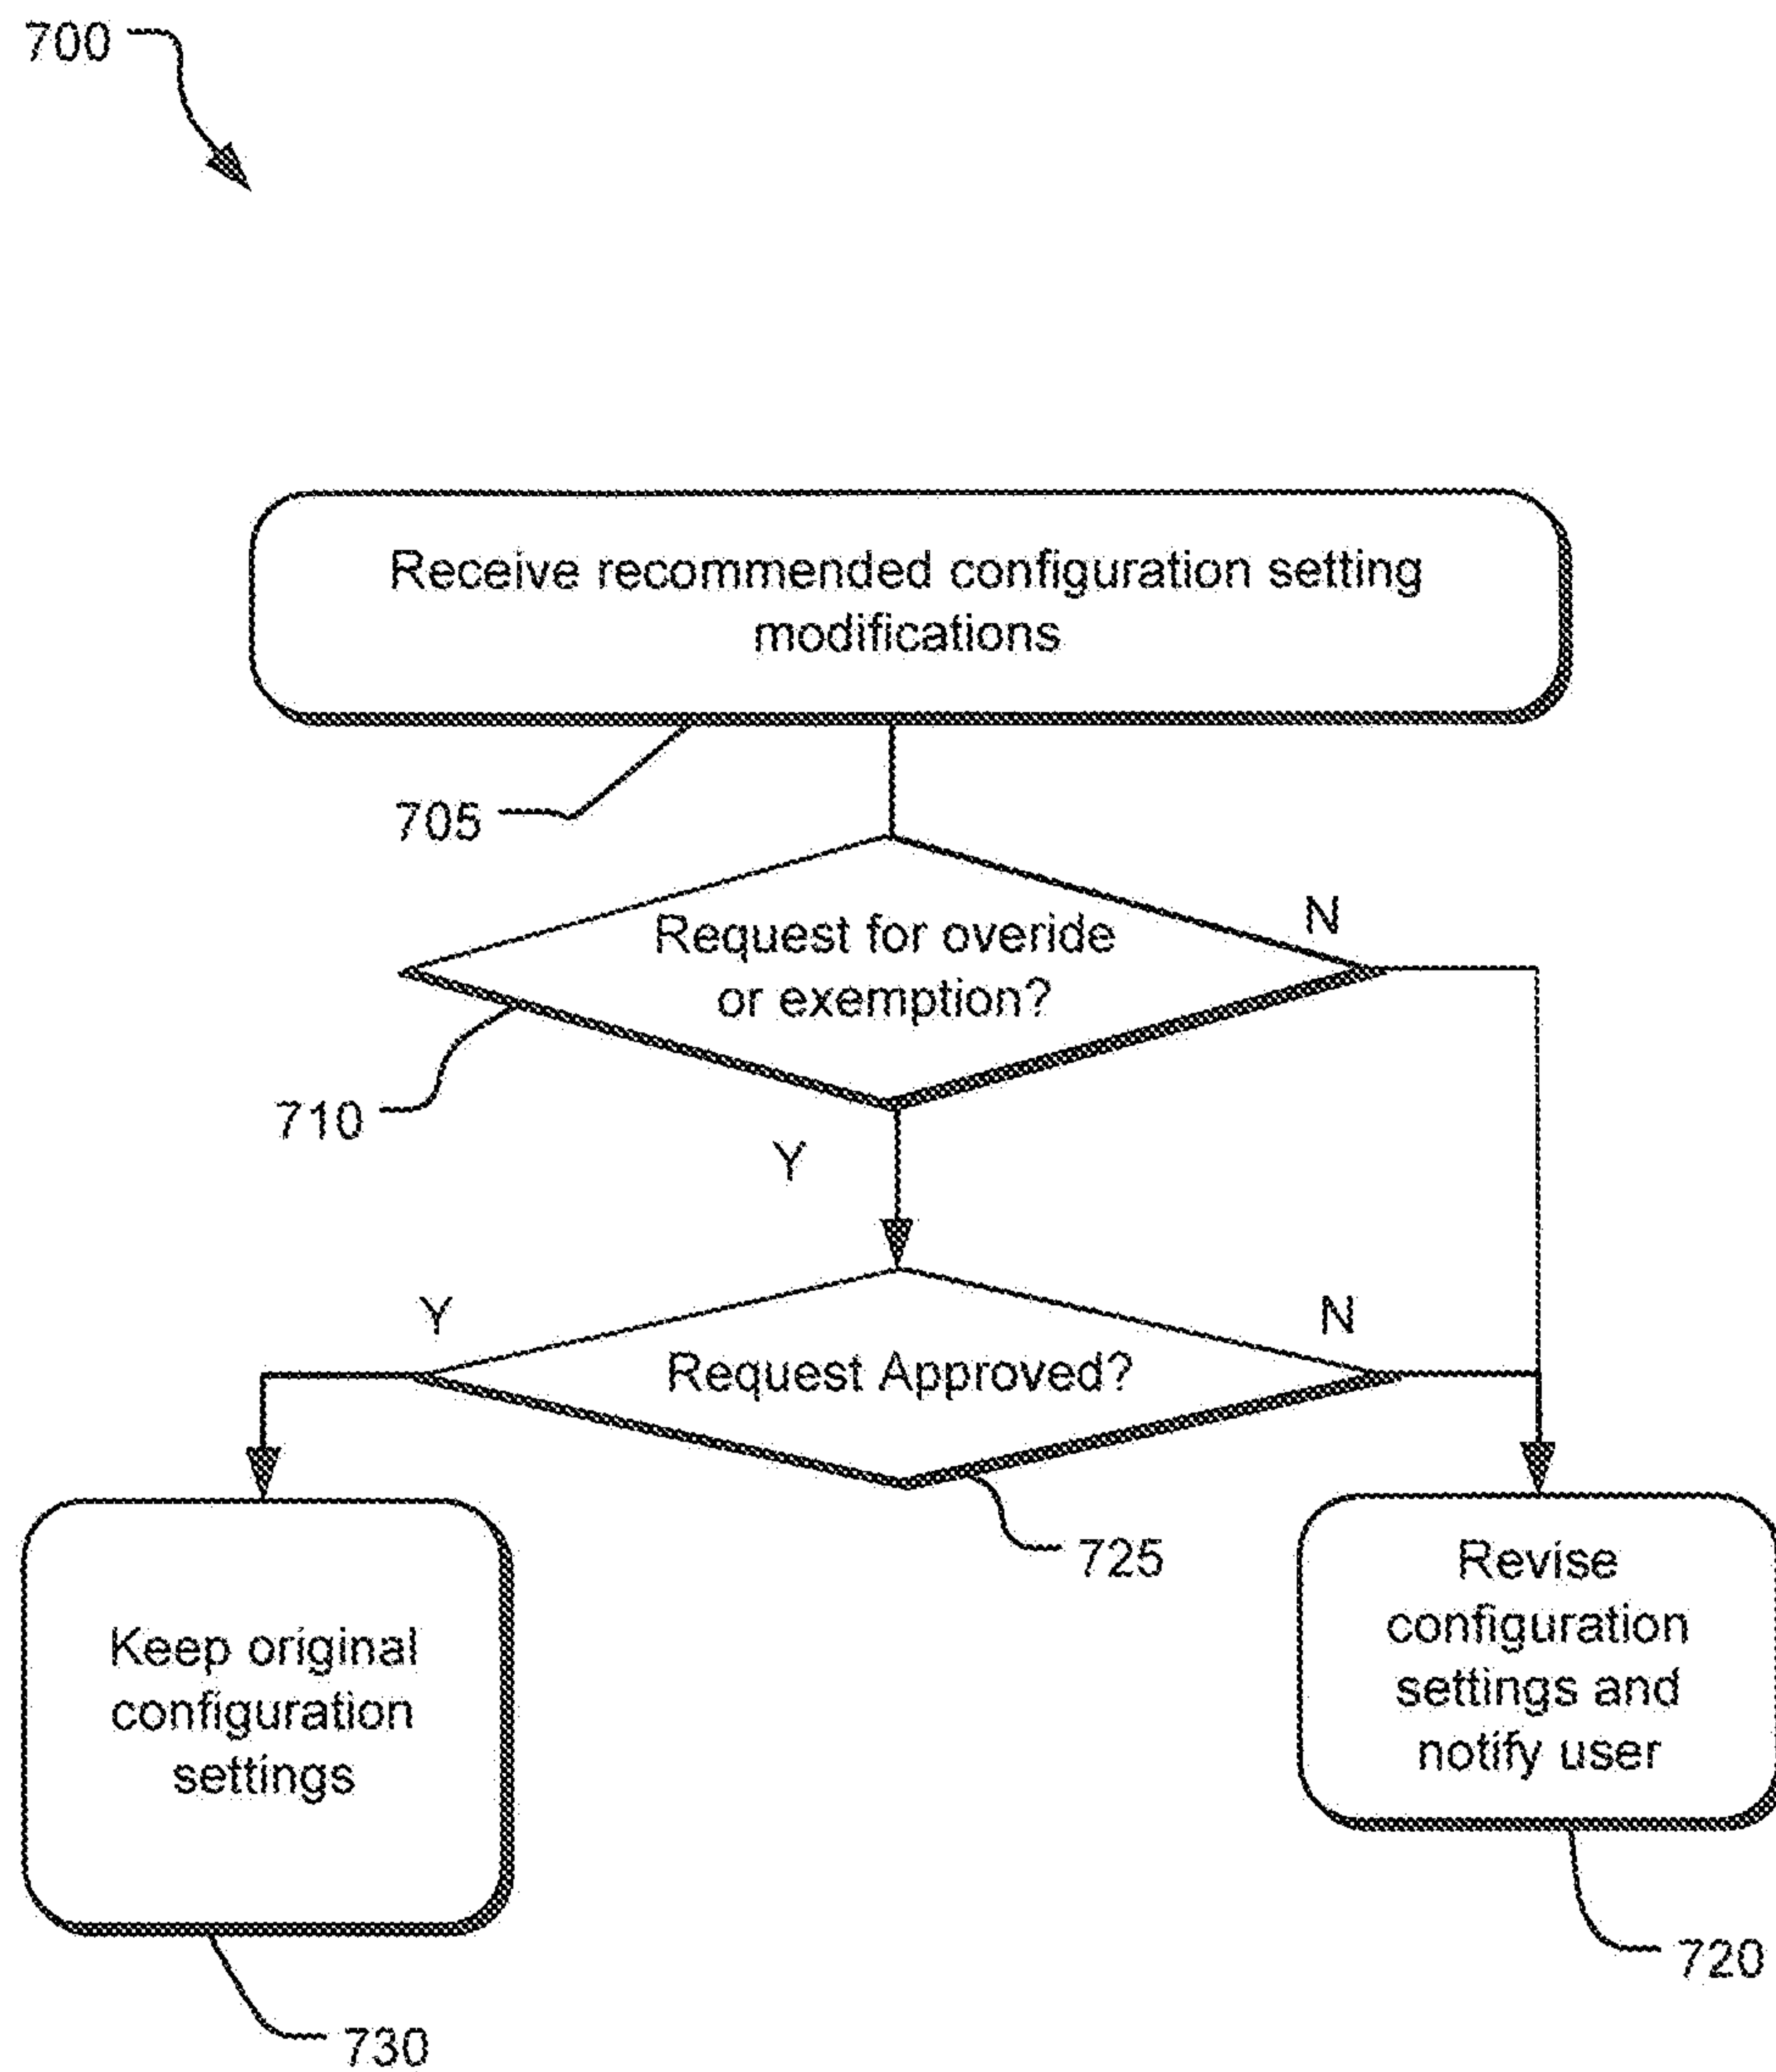 700
Receive recommended configuration setting
modifications
705
Request for overide
or exemption?
N
710
Y
Y
N
Request Approved?
725
Keep original
configuration
settings
Revise
configuration
settings and
notify user
720
730